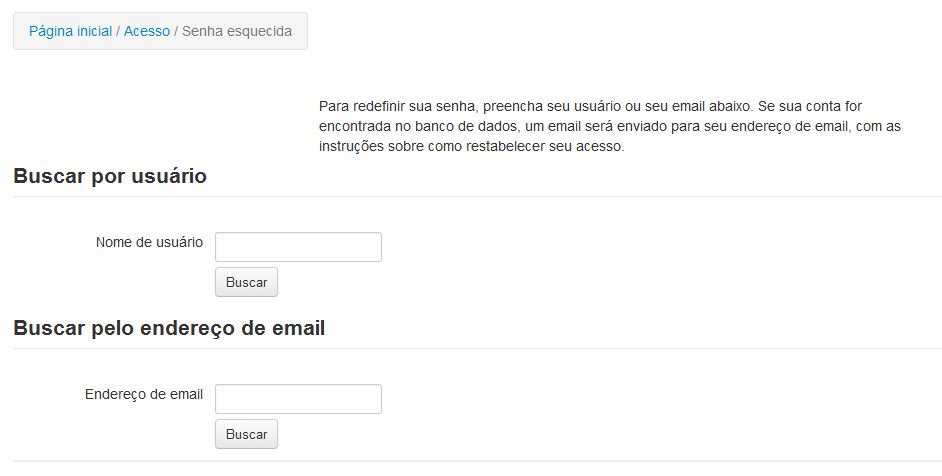 Página inicial / Acesso / Senha esquecida
Para redefinir sua senha, preencha seu usuário ou seu email abaixo. Se sua conta for
encontrada no banco de dados, um email será enviado para seu endereço de email, com as
instruções sobre como restabelecer seu acesso.
Buscar por usuário
Nome de usuário
Buscar
Buscar pelo endereço de email
Endereço de email
Buscar